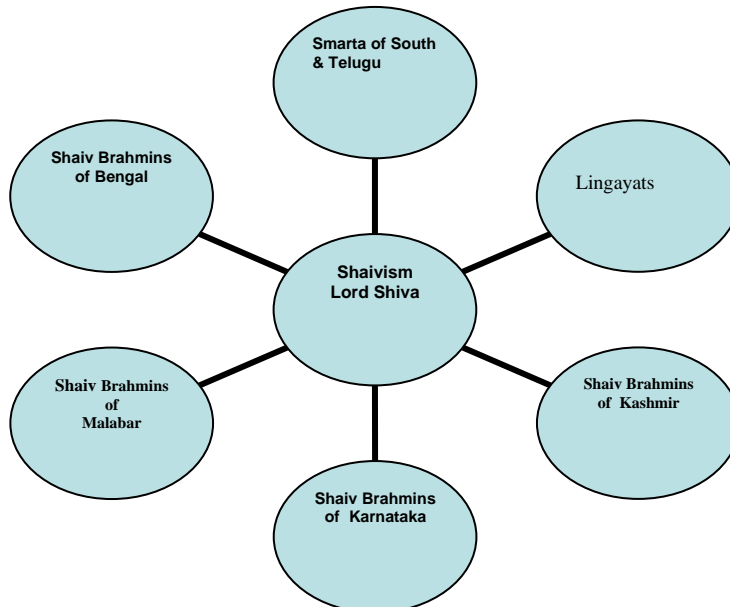 Smarta of South
& Telugu
Shaiv Brahmins
of Bengal
Lingayats
Shaivism
Lord Shiva
Shaiv Brahmins
of
Malabar
Shaiv Brahmins
of Kashmir
Shaiv Brahmins
of Karnataka